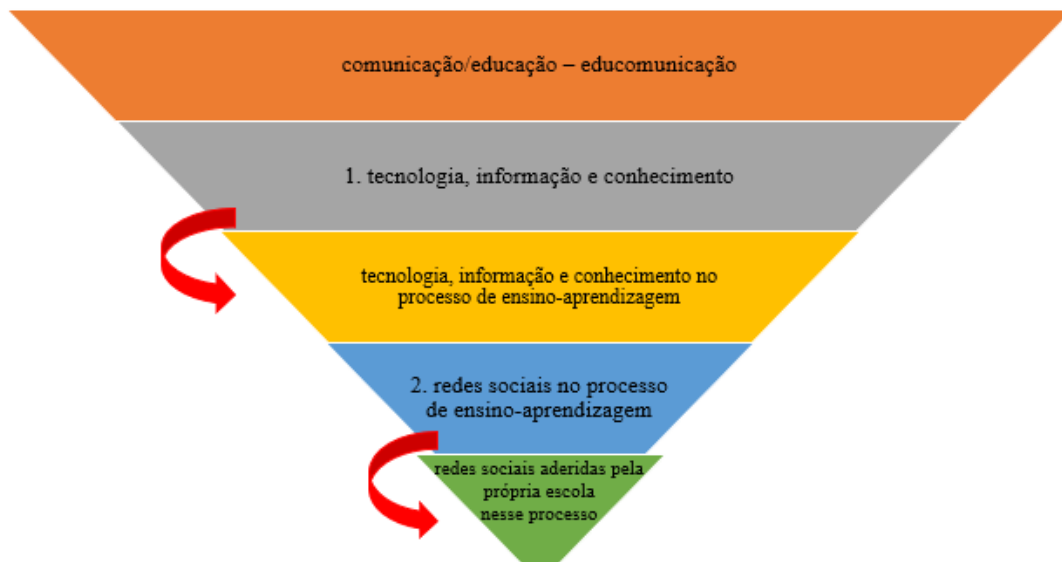 comunicação/educação – educomunicação
1. tecnologia, informação e conhecimento
tecnologia, informação e conhecimento no
processo de ensino-aprendizagem
2. redes sociais no processo
de ensino-aprendizagem
redes sociais aderidas pela
própria escola
nesse processo